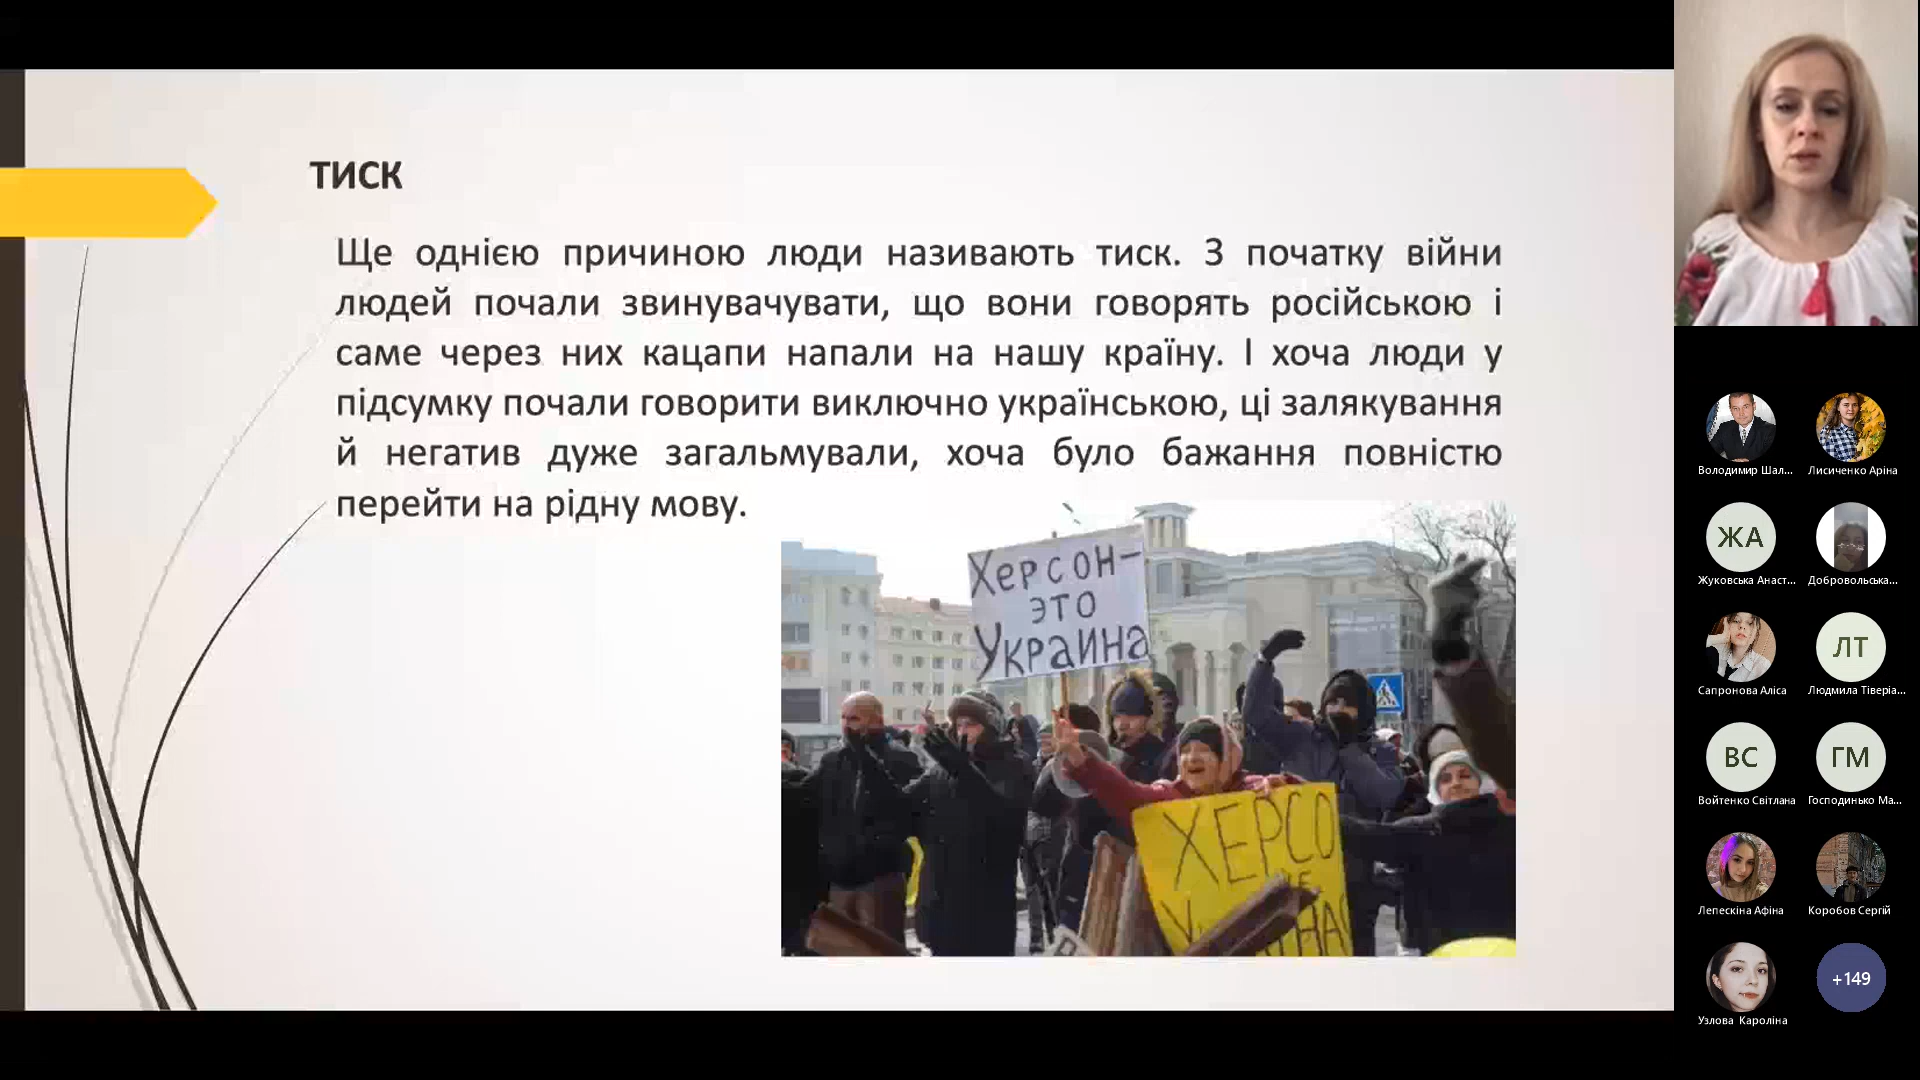 ТИСК
Ще однією причиною люди називають тиск. З початку війни
людей почали звинувачувати, що вони говорять російською і
саме через них кацапи напали на нашу країну. І хоча люди у
підсумку почали говорити виключно українською, ці залякування
й негатив дуже загальмували, хоча було бажання повністю
перейти на рідну мову.
Херсон-
это
Украина
ХЕРСО
Володимир Шал...
Лисиченко Аріна
ЖА
Жуковська Анаст...
Добровольська...
Сапронова Аліса
ЛТ
Людмила Тіверіа...
ВС
Войтенко Світлана
ГМ
Господинько Ма...
Лепескіна Афіна
Коробов Сергій
Узлова Кароліна
+149